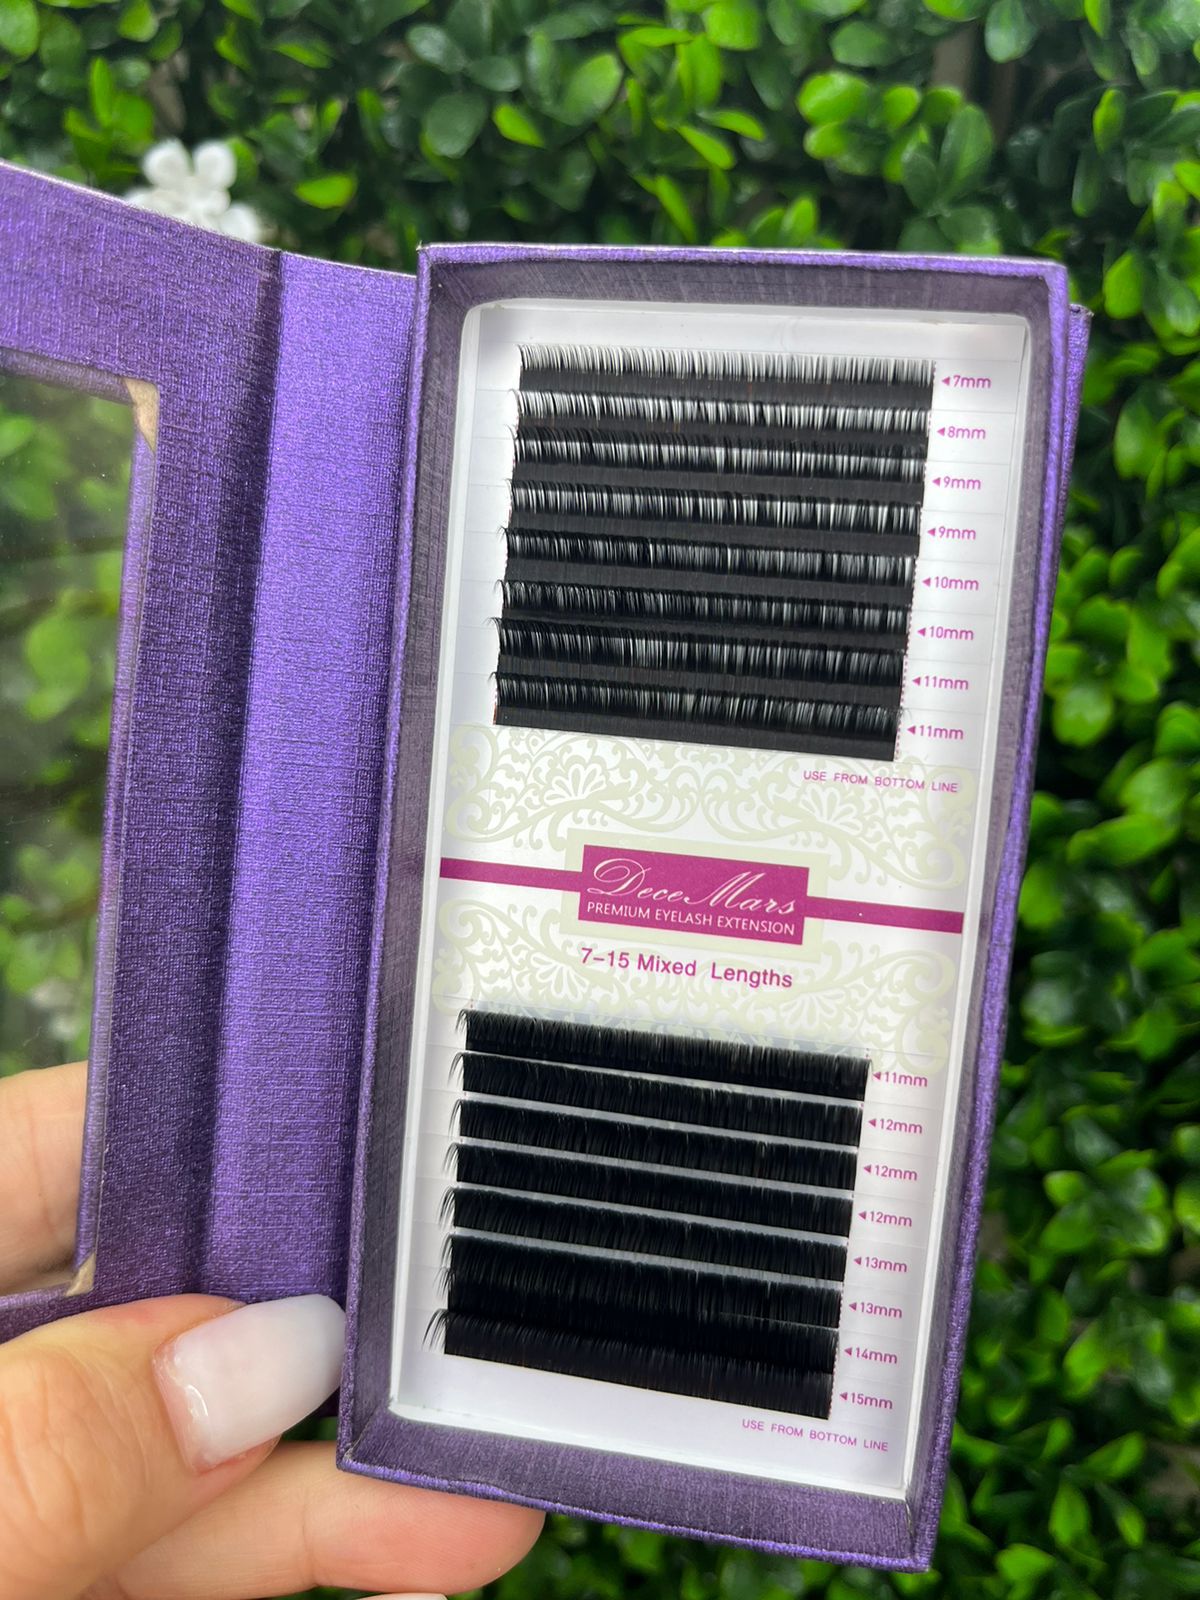 ◄7mm
◄8mm
◄9mm
◄9mm
◄10mm
◄10mm
◄11mm
◄11mm
USE FROM BOTTOM LINE
DeceMars
PREMIUM EYELASH EXTENSION
7-15 Mixed Lengths
◄11mm
◄12mm
◄12mm
◄12mm
◄13mm
◄13mm
◄14mm
◄15mm
USE FROM BOTTOM LINE